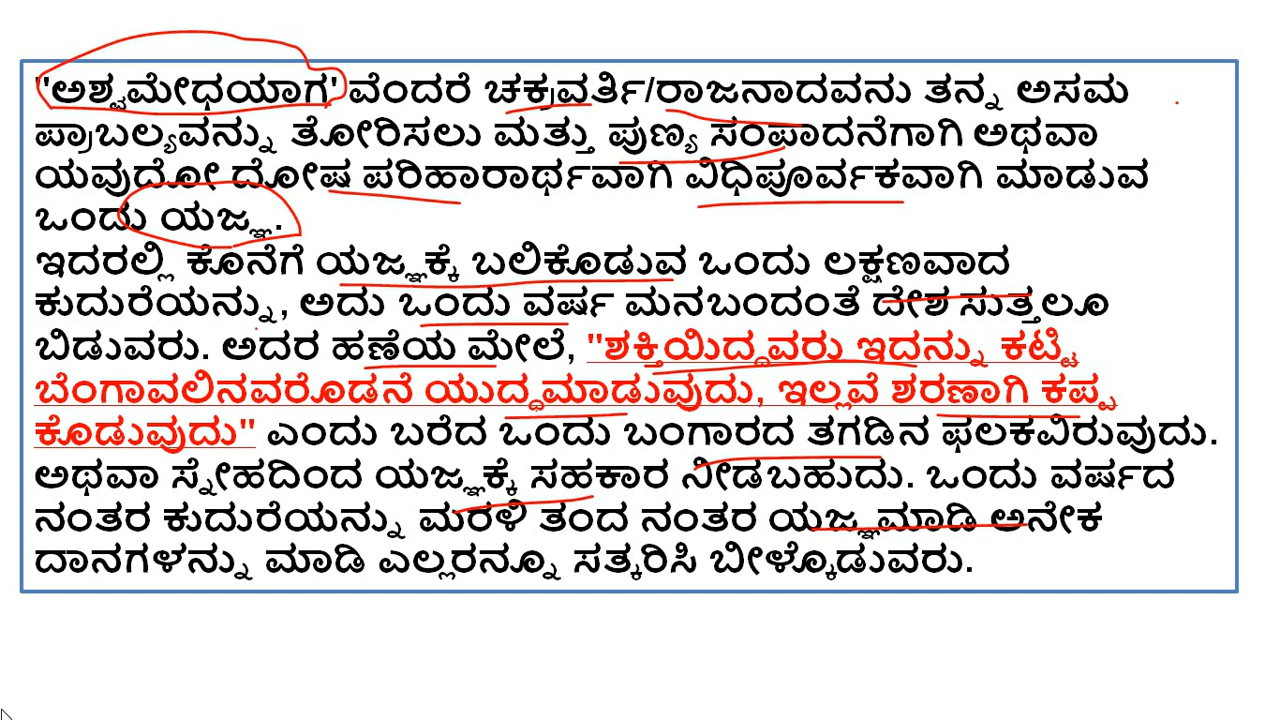 "ಅಶ್ವಮೇಧಯಾಗ' ವೆಂದರೆ ಚಕ್ರವರ್ತಿ/ರಾಜನಾದವನು ತನ್ನ ಅಸಮ
ಪ್ರಾಬಲ್ಯವನ್ನು ತೋರಿಸಲು ಮತ್ತು ಪುಣ್ಯ ಸಂಪಾದನೆಗಾಗಿ ಅಥವಾ
ಯವುದೋ ದೋಷ ಪರಿಹಾರಾರ್ಥವಾಗಿ ವಿಧಿಪೂರ್ವಕವಾಗಿ ಮಾಡುವ
ಒಂದು ಯಜ್ಞ.
ಇದರಲ್ಲಿ ಕೊನೆಗೆ ಯಜ್ಞಕ್ಕೆ ಬಲಿಕೊಡುವ ಒಂದು ಲಕ್ಷಣವಾದ
ಕುದುರೆಯನ್ನು, ಅದು ಒಂದು ವರ್ಷ ಮನಬಂದಂತೆ ದೇಶ ಸುತ್ತಲೂ
ಬಿಡುವರು. ಅದರ ಹಣೆಯ ಮೇಲೆ, "ಶಕ್ತಿಯಿದ್ದವರು ಇದನ್ನು ಕಟ್ಟಿ
ಬೆಂಗಾವಲಿನವರೊಡನೆ ಯುದ್ಧಮಾಡುವುದು, ಇಲ್ಲವೆ ಶರಣಾಗಿ ಕಪ್ಪ
ಕೊಡುವುದು" ಎಂದು ಬರೆದ ಒಂದು ಬಂಗಾರದ ತಗಡಿನ ಫಲಕವಿರುವುದು.
ಅಥವಾ ಸ್ನೇಹದಿಂದ ಯಜ್ಞಕ್ಕೆ ಸಹಕಾರ ನೀಡಬಹುದು. ಒಂದು ವರ್ಷದ
ನಂತರ ಕುದುರೆಯನ್ನು ಮರಳಿ ತಂದ ನಂತರ ಯಜ್ಞಮಾಡಿ ಅನೇಕ
ದಾನಗಳನ್ನು ಮಾಡಿ ಎಲ್ಲರನ್ನೂ ಸತ್ಕರಿಸಿ ಬೀಳ್ಕೊಡುವರು.